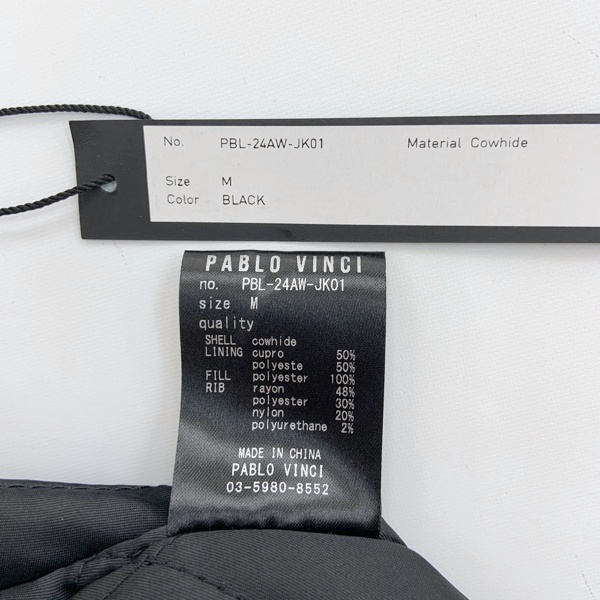 No. PBL-24AW-JK01 Material Cowhide
Size M
Color BLACK
PABLO VINCI
no. PBL-24AW-JK01
size M
quality
SHELL cowhide
LINING cupro 50%
polyeste 50%
FILL polyester 100%
RIB rayon 48%
polyester 30%
nylon 20%
polyurethane 2%
MADE IN CHINA
PABLO VINCI
03-5980-8552